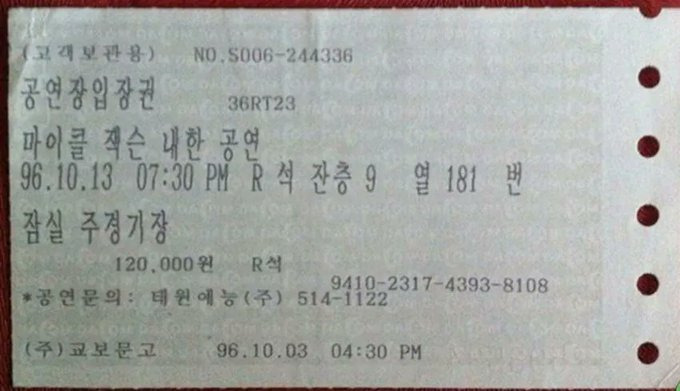 (고객보관용) NO.S006-244336
공연장입장권 36RT23
마이클 잭슨 내한 공연
96.10.13 07:30 PM R 석 잔층 9 열 181 번
잠실 주경기장
120,000원 R석
9410-2317-4393-8108
*공연문의: 태원예능(주) 514-1122
(주)교보문고 96.10.03 04:30 PM